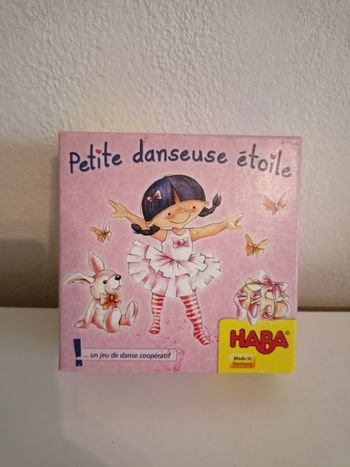 Petite danseuse étoile
! ... un jeu de danse coopératif
HABA®
Made in
Germany